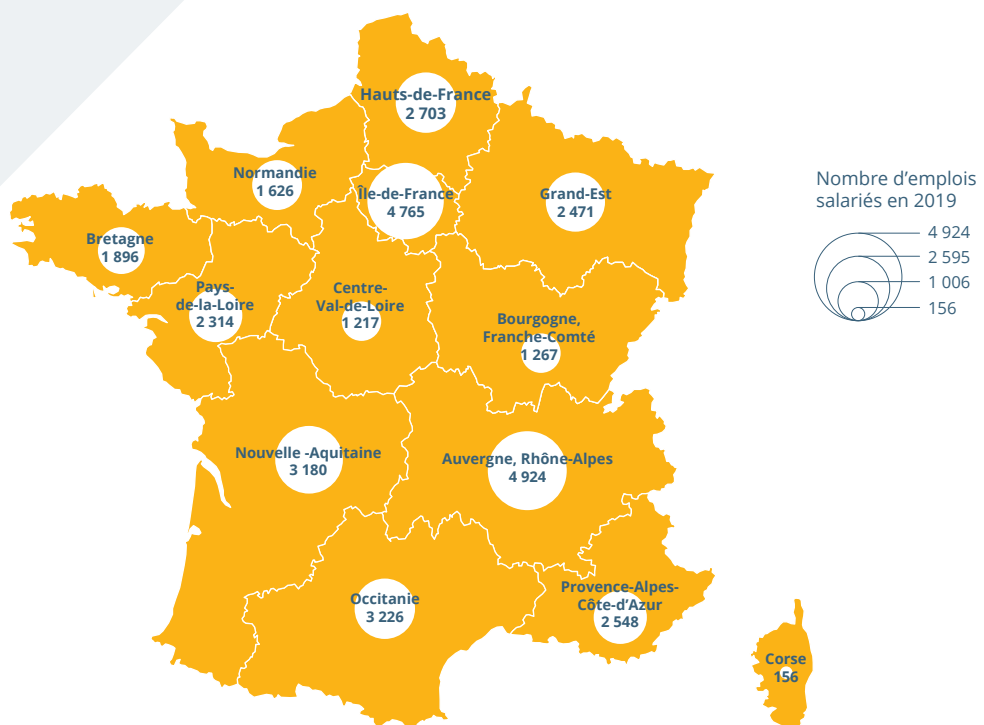 Hauts-de-France
2 703
Normandie
1 626
Île-de-France
4 765
Grand-Est
2 471
Bretagne
1 896
Pays-
de-la-Loire
2 314
Centre-
Val-de-Loire
1 217
Bourgogne,
Franche-Comté
1 267
Nouvelle -Aquitaine
3 180
Auvergne, Rhône-Alpes
4 924
Occitanie
3 226
Provence-Alpes-
Côte-d’Azur
2 548
Corse
156
Nombre d’emplois
salariés en 2019
4 924
2 595
1 006
156